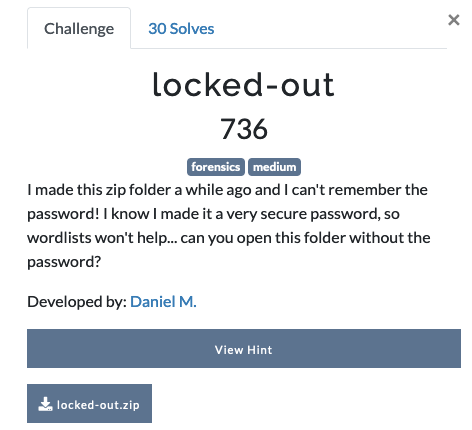 Challenge
30 Solves
×
locked-out
736
forensics medium
I made this zip folder a while ago and I can't remember the
password! I know I made it a very secure password, so
wordlists won't help... can you open this folder without the
password?
Developed by: Daniel M.
View Hint
locked-out.zip